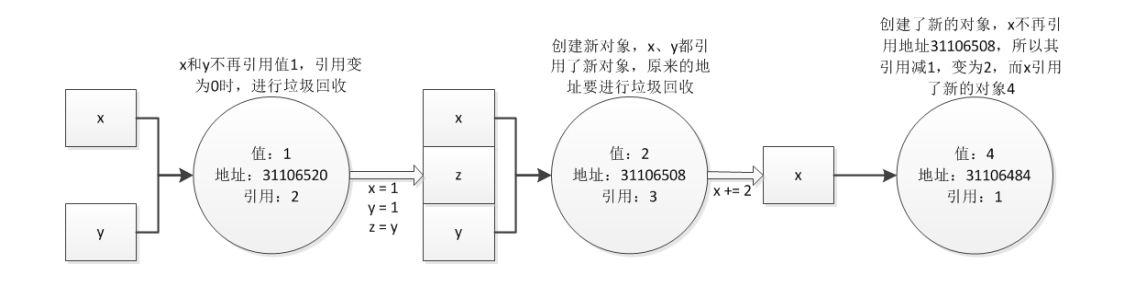 x和y不再引用值1，引用变
为0时，进行垃圾回收
x
y
值：1
地址：31106520
引用：2
x = 1
y = 1
z = y
创建新对象，x、y都引
用了新对象，原来的地
址要进行垃圾回收
x
z
y
值：2
地址：31106508
引用：3
x += 2
x
创建了新的对象，x不再引
用地址31106508，所以其
引用减1，变为2，而x引用
了新的对象4
值：4
地址：31106484
引用：1